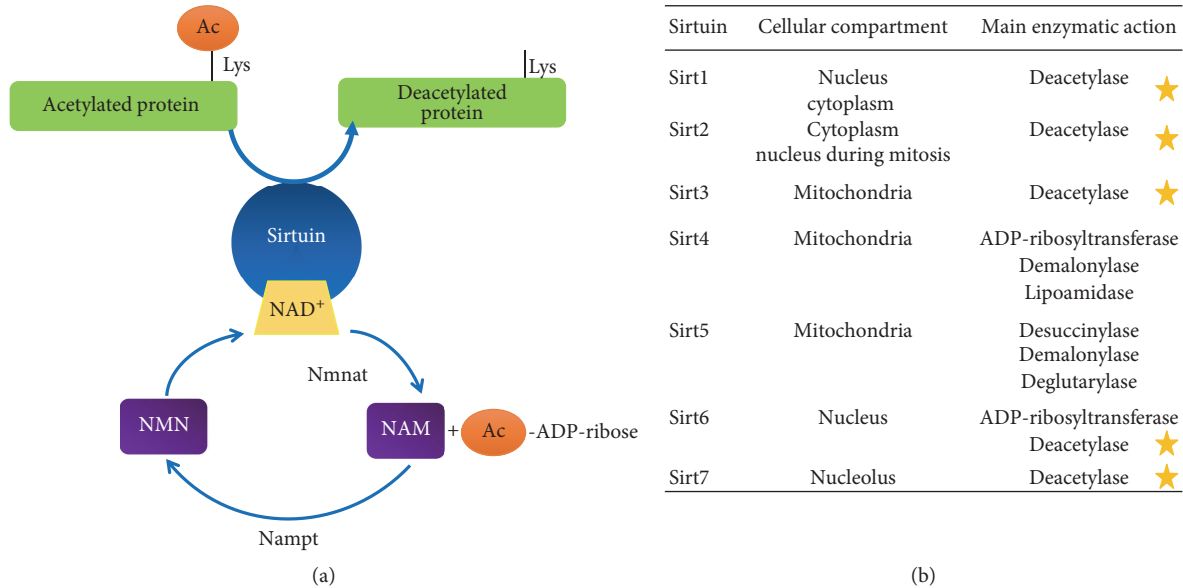 Ac
Lys
Acetylated protein
Lys
Deacetylated
protein
Sirtuin
NAD⁺
Nmnat
NMN
NAM + Ac -ADP-ribose
Nampt
(a)
Sirtuin Cellular compartment Main enzymatic action
Sirt1 Nucleus Deacetylase
cytoplasm
Sirt2 Cytoplasm Deacetylase
nucleus during mitosis
Sirt3 Mitochondria Deacetylase
Sirt4 Mitochondria ADP-ribosyltransferase
Demalonylase
Lipoamidase
Sirt5 Mitochondria Desuccinylase
Demalonylase
Deglutarylase
Sirt6 Nucleus ADP-ribosyltransferase
Deacetylase
Sirt7 Nucleolus Deacetylase
(b)